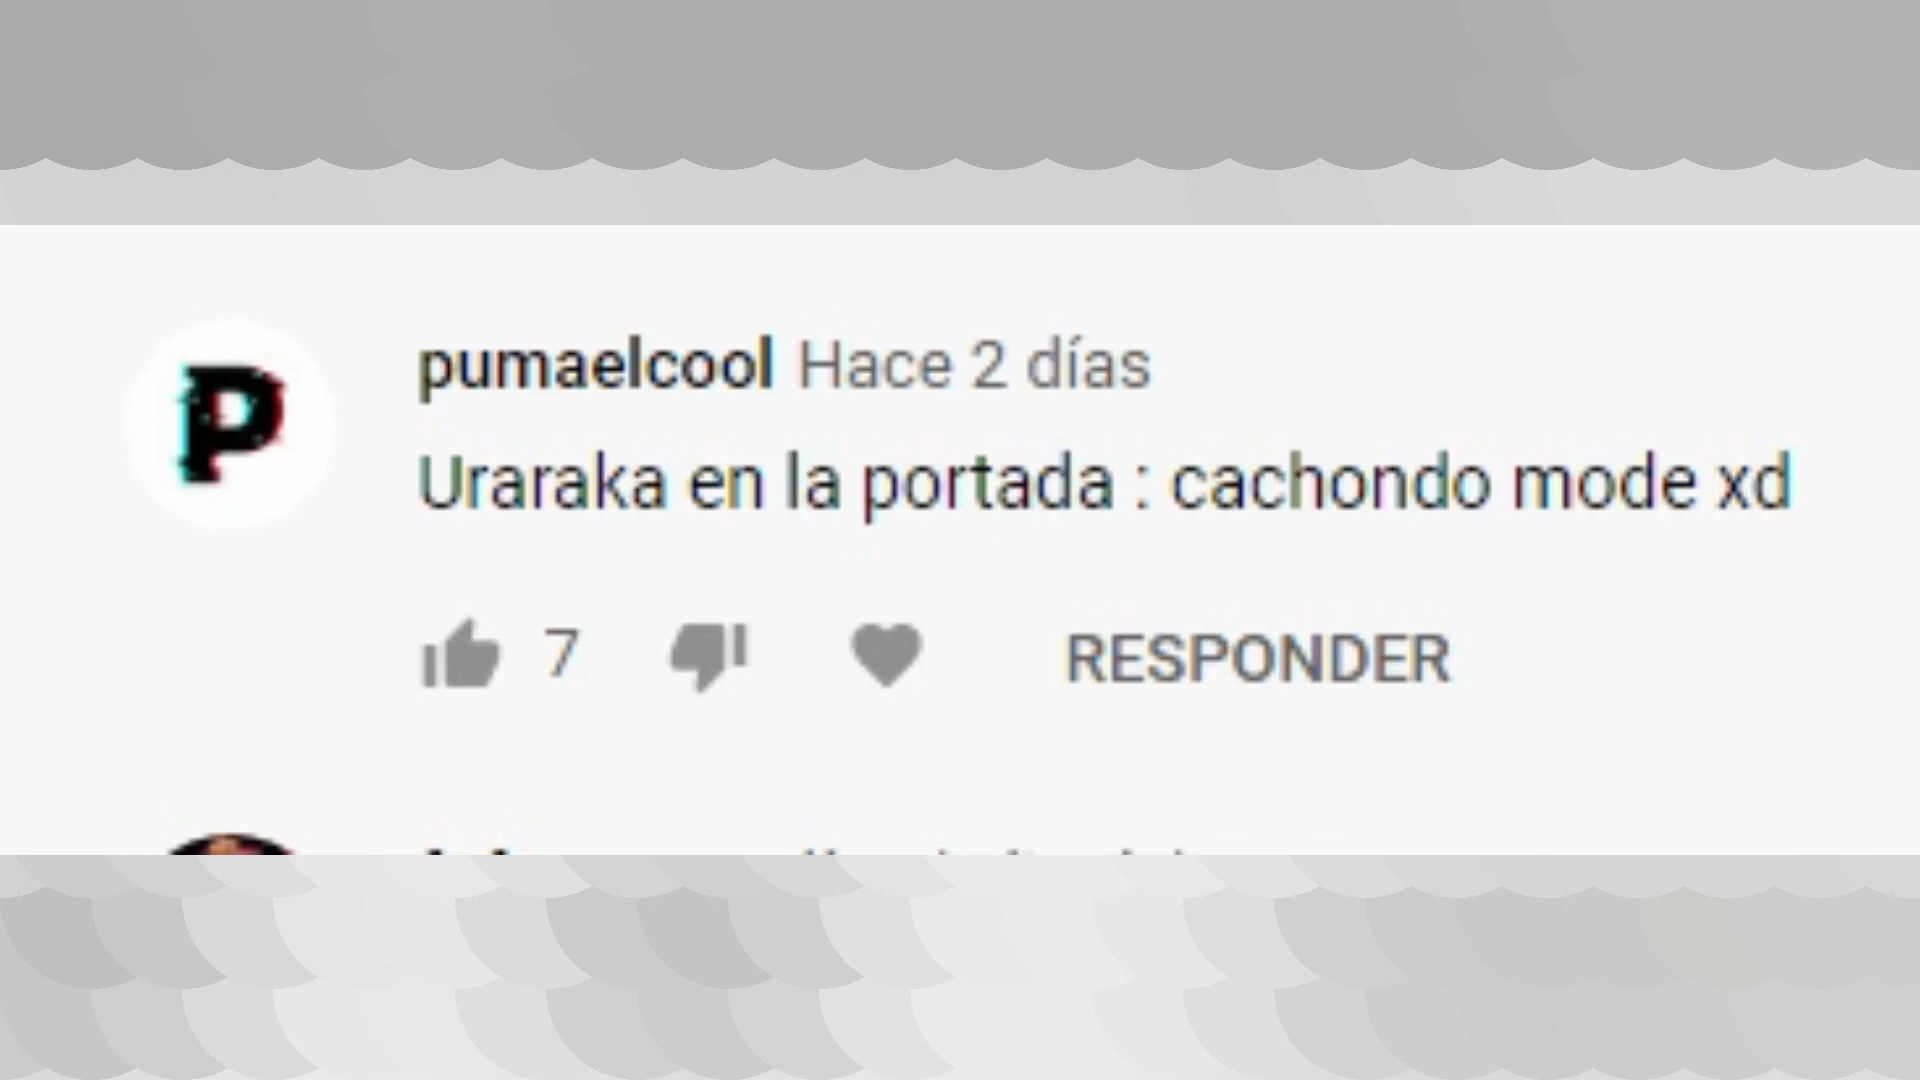 P
pumaelcool Hace 2 días
Uraraka en la portada : cachondo mode xd
7
RESPONDER